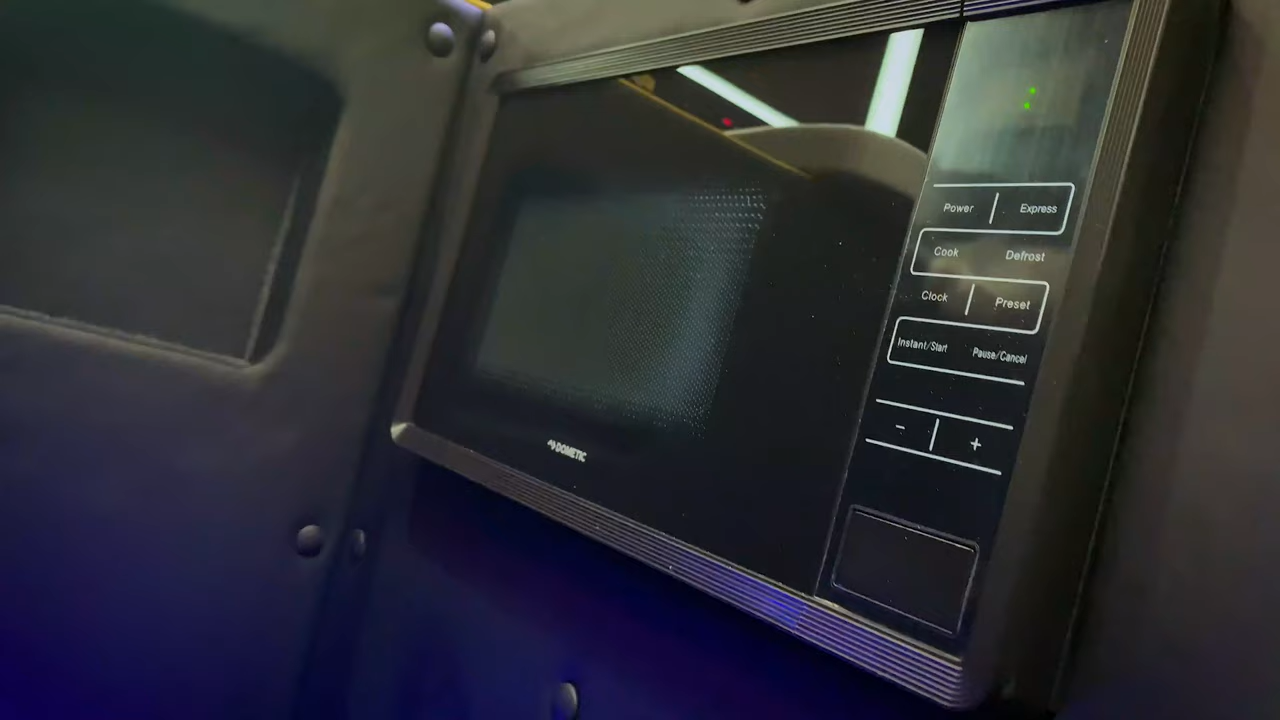 :
Power | Express
Cook Defrost
Clock | Preset
Instant/Start Pause/Cancel
- | +
DOMETIC